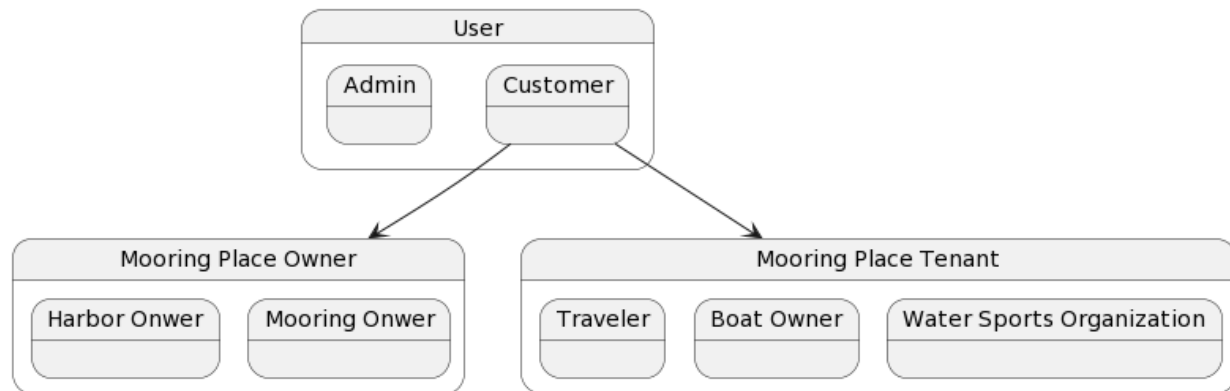 User
Admin
Customer
Mooring Place Owner
Mooring Place Tenant
Harbor Onwer
Mooring Onwer
Traveler
Boat Owner
Water Sports Organization